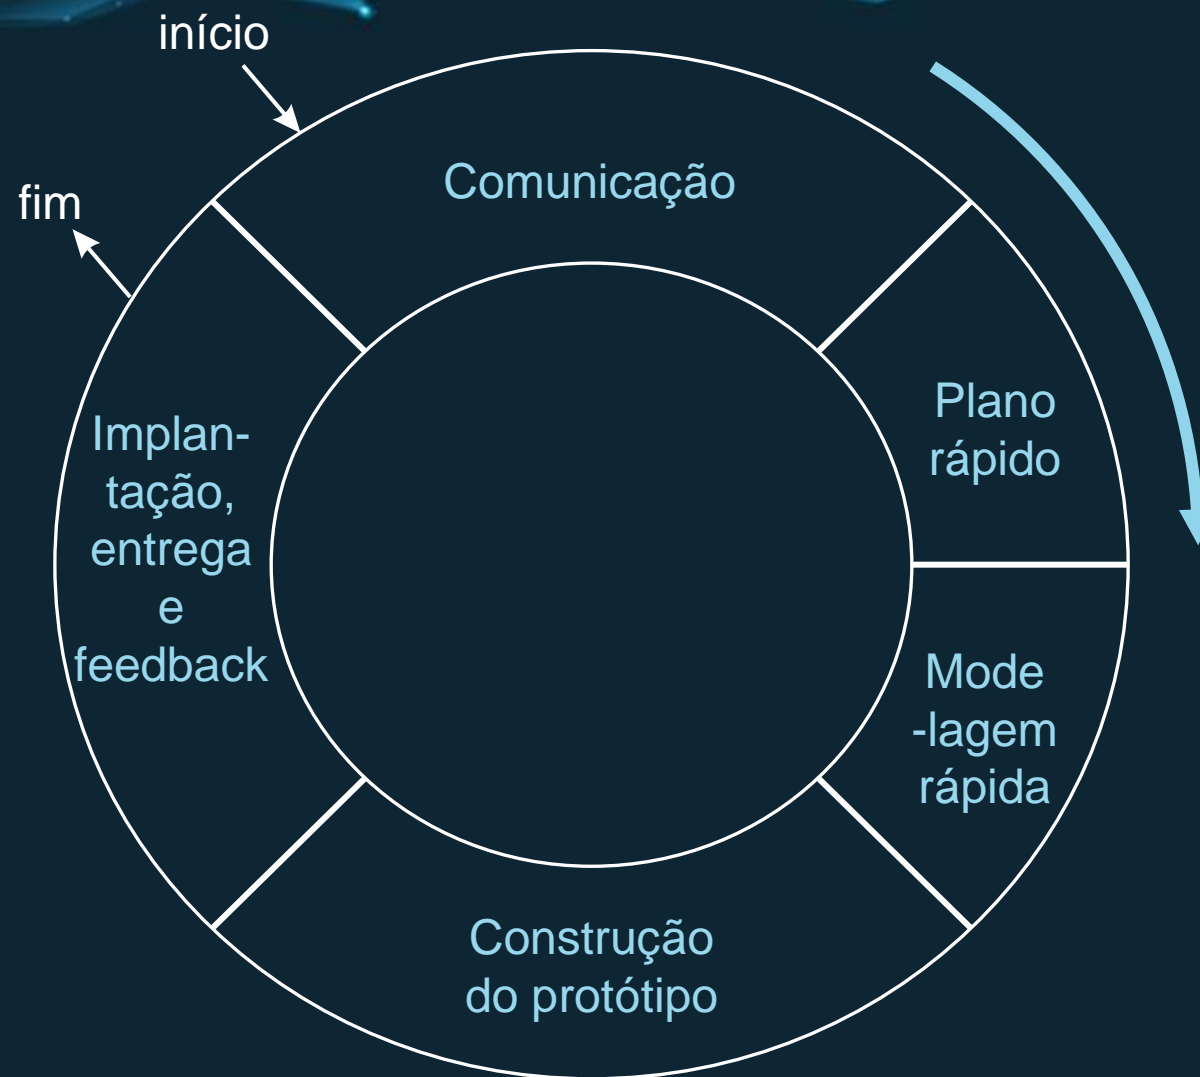 início
fim
Comunicação
Plano
rápido
Mode
-lagem
rápida
Construção
do protótipo
Implan-
tação,
entrega
e
feedback